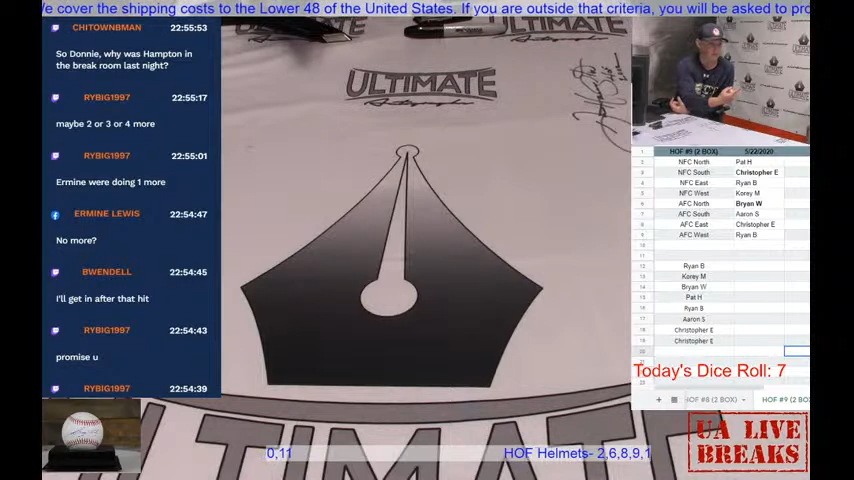 We cover the shipping costs to the Lower 48 of the United States. If you are outside that criteria, you will be asked to pro
CHITOWNBMAN 22:55:53
So Donnie, why was Hampton in
the break room last night?
RYBIG1997 22:55:17
maybe 2 or 3 or 4 more
RYBIG1997 22:55:01
Ermine were doing 1 more
ERMINE LEWIS 22:54:47
No more?
BWENDELL 22:54:45
I'll get in after that hit
RYBIG1997 22:54:43
promise u
RYBIG1997 22:54:39
ULTIMATE
Autographs
1 HOF #9 (2 BOX) 5/22/2020
NFC North Pat H
NFC South Christopher E
NFC East Ryan B
NFC West Korey M
AFC North Bryan W
AFC South Aaron S
AFC East Christopher E
AFC West Ryan B
Ryan B
Korey M
Bryan W
Pat H
Ryan B
Aaron S
Christopher E
Christopher E
Today's Dice Roll: 7
HOF #8 (2 BOX) HOF #9 (2 BO
UA LIVE
BREAKS
ULTIMATE
0,11 HOF Helmets- 2,6,8,9,1